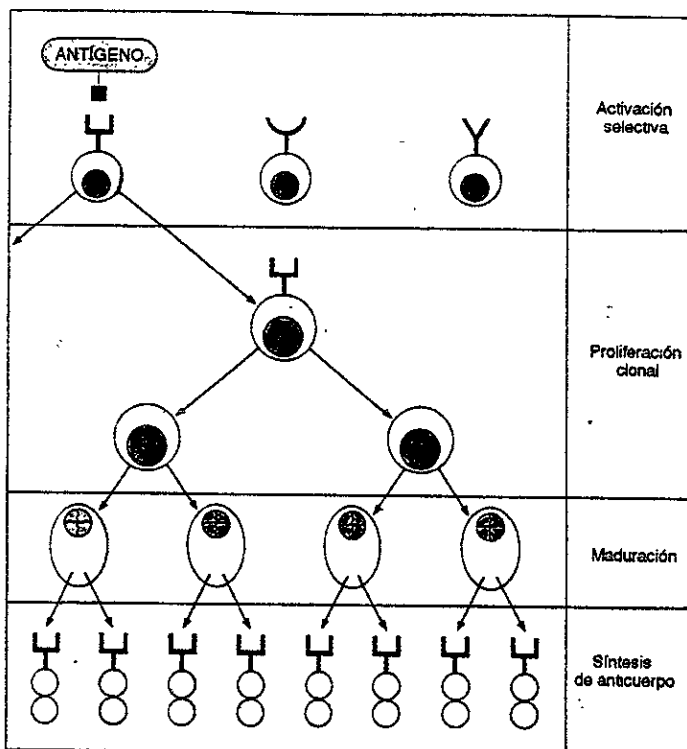 ANTÍGENO
Activación
selectiva
Proliferación
clonal
Maduración
Síntesis
de anticuerpo